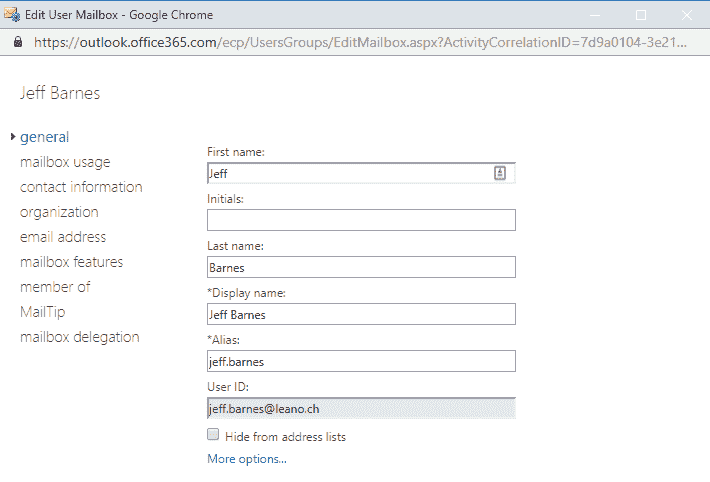 Edit User Mailbox - Google Chrome
https://outlook.office365.com/ecp/UsersGroups/EditMailbox.aspx?ActivityCorrelationID=7d9a0104-3e21...
Jeff Barnes
general
mailbox usage
contact information
organization
email address
mailbox features
member of
MailTip
mailbox delegation
First name:
Jeff
Initials:
Last name:
Barnes
*Display name:
Jeff Barnes
*Alias:
jeff.barnes
User ID:
jeff.barnes@leano.ch
Hide from address lists
More options...